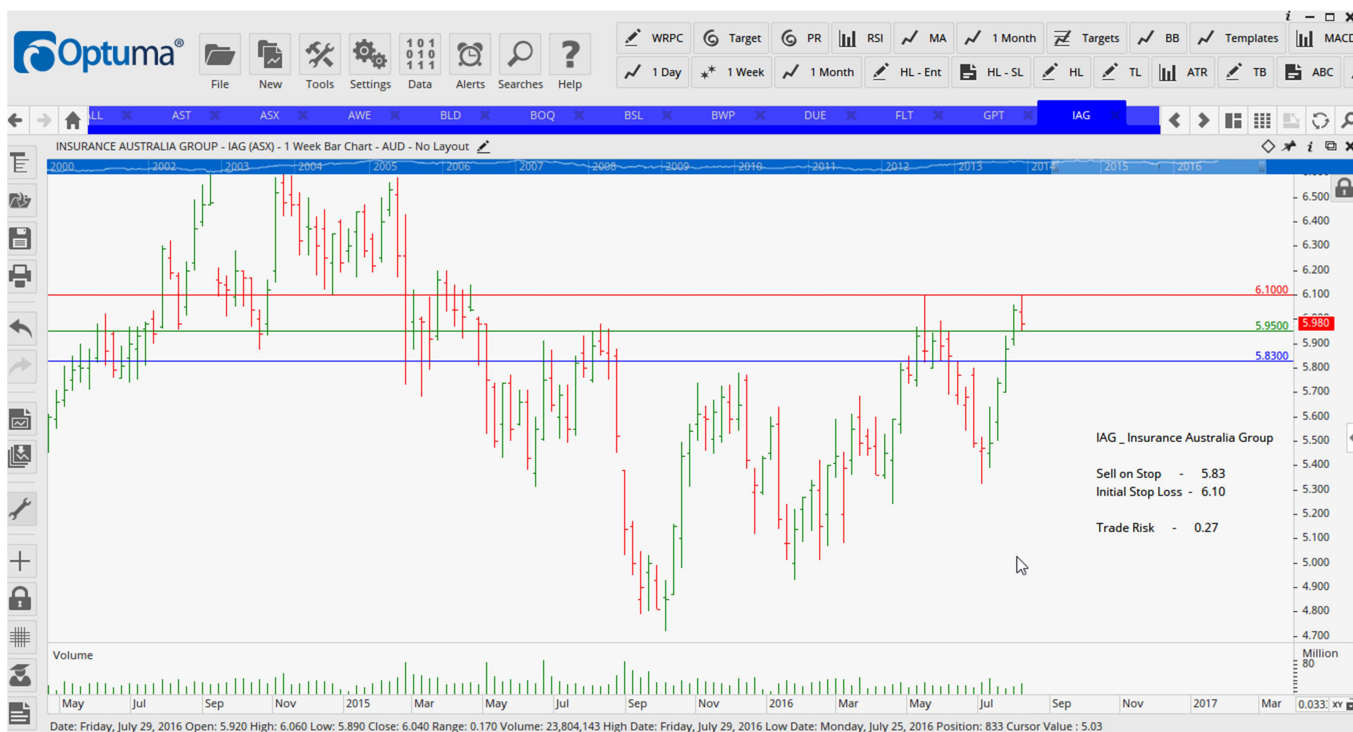 Optuma®
File New Tools Settings Data Alerts Searches Help
WRPC Target PR RSI MA 1 Month Targets BB Templates MACD
1 Day 1 Week 1 Month HL - Ent HL - SL HL TL ATR TB ABC
ALL AST ASX AWE BLD BOQ BSL BWP DUE FLT GPT IAG
INSURANCE AUSTRALIA GROUP - IAG (ASX) - 1 Week Bar Chart - AUD - No Layout
2000 2002 2003 2004 2005 2006 2007 2008 2009 2010 2011 2012 2013 2014 2015 2016
6.500
6.400
6.300
6.200
6.1000
6.100
5.9500
5.980
5.900
5.8300
5.800
5.700
5.600
5.500
5.400
5.300
5.200
5.100
5.000
4.900
4.800
4.700
IAG _ Insurance Australia Group
Sell on Stop - 5.83
Initial Stop Loss - 6.10
Trade Risk - 0.27
Volume
Million
80
May Jul Sep Nov 2015 Mar May Jul Sep Nov 2016 Mar May Jul Sep Nov 2017 Mar XY
Date: Friday, July 29, 2016 Open: 5.920 High: 6.060 Low: 5.890 Close: 6.040 Range: 0.170 Volume: 23,804,143 High Date: Friday, July 29, 2016 Low Date: Monday, July 25, 2016 Position: 833 Cursor Value : 5.03